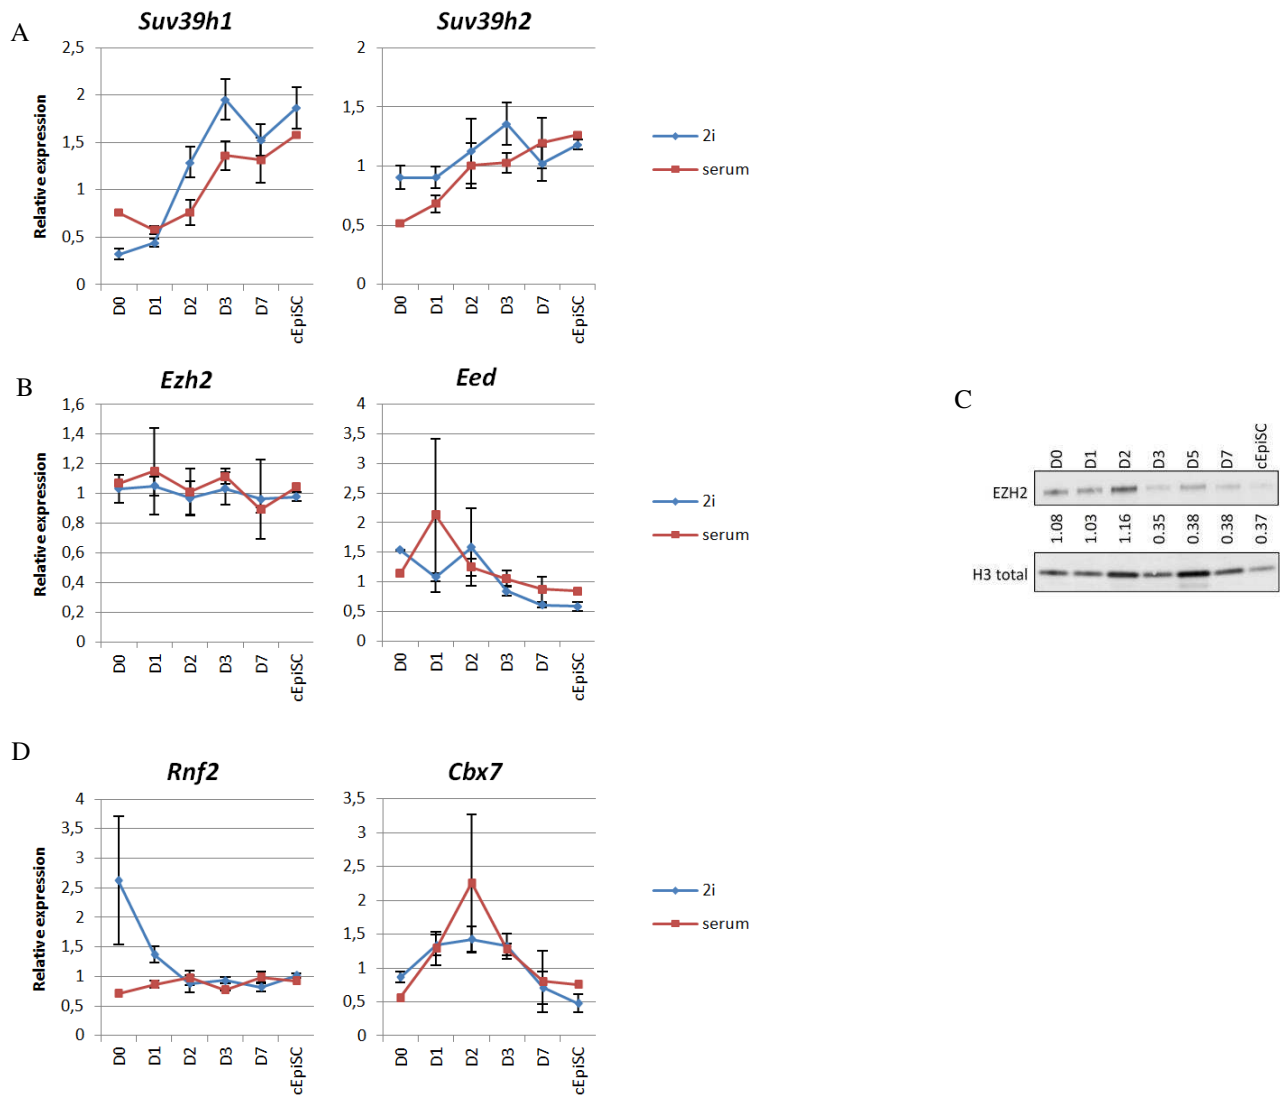 A
Suv39h1
Suv39h2
Relative expression
2,5
2
1,5
1
0,5
0
D0
D1
D2
D3
D7
cEpiSC
2
1,5
1
0,5
0
D0
D1
D2
D3
D7
cEpiSC
2i
serum
B
Ezh2
Eed
Relative expression
1,6
1,4
1,2
1
0,8
0,6
0,4
0,2
0
D0
D1
D2
D3
D7
cEpiSC
4
3,5
3
2,5
2
1,5
1
0,5
0
D0
D1
D2
D3
D7
cEpiSC
2i
serum
C
D0
D1
D2
D3
D5
D7
cEpiSC
EZH2
1.08
1.03
1.16
0.35
0.38
0.38
0.37
H3 total
D
Rnf2
Cbx7
Relative expression
4
3,5
3
2,5
2
1,5
1
0,5
0
D0
D1
D2
D3
D7
cEpiSC
3,5
3
2,5
2
1,5
1
0,5
0
D0
D1
D2
D3
D7
cEpiSC
2i
serum